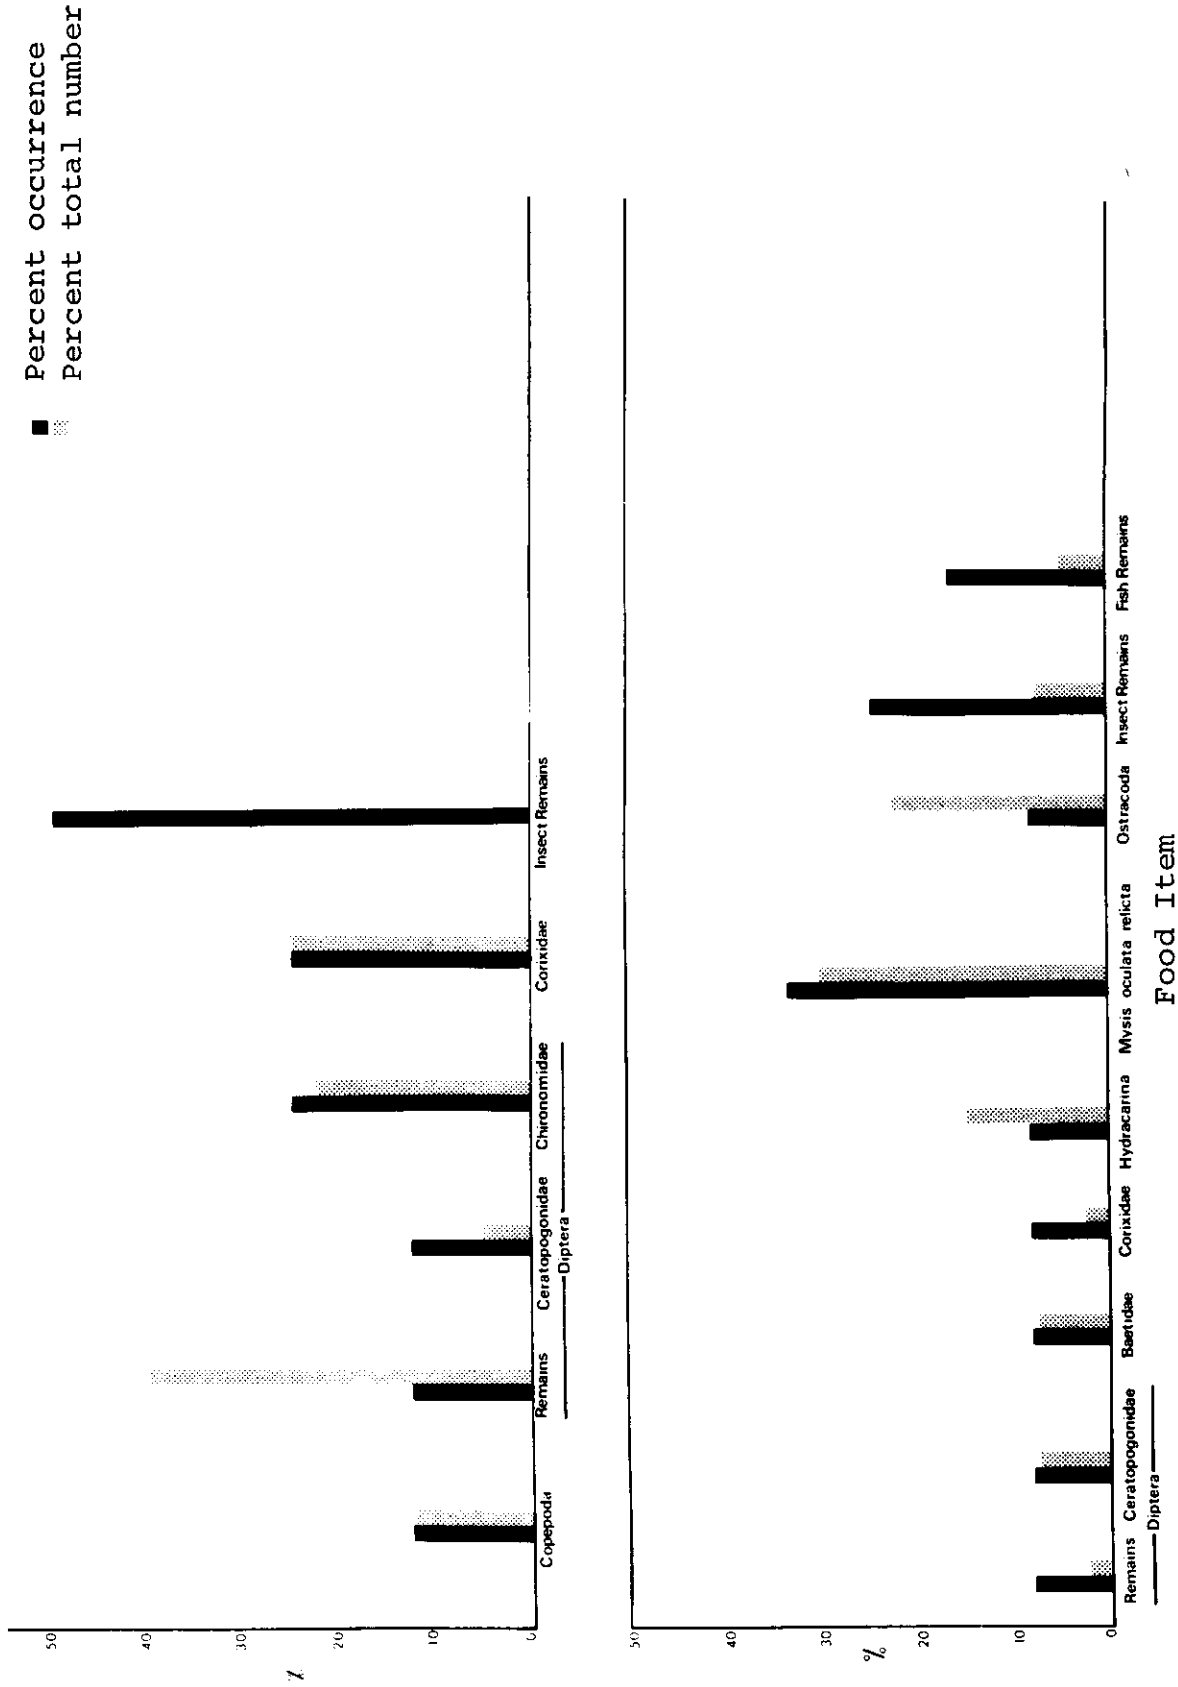 Percent occurrence
Percent total number
50
40
30
20
10
0
%
Copepoda
Remains Ceratopogonidae Chironomidae
Diptera
Corixidae
Insect Remains
50
40
30
20
10
0
%
Remains Ceratopogonidae
Diptera
Baetidae
Corixidae
Hydracarina
Mysis oculata relicta
Ostracoda
Insect Remains
Fish Remains
Food Item